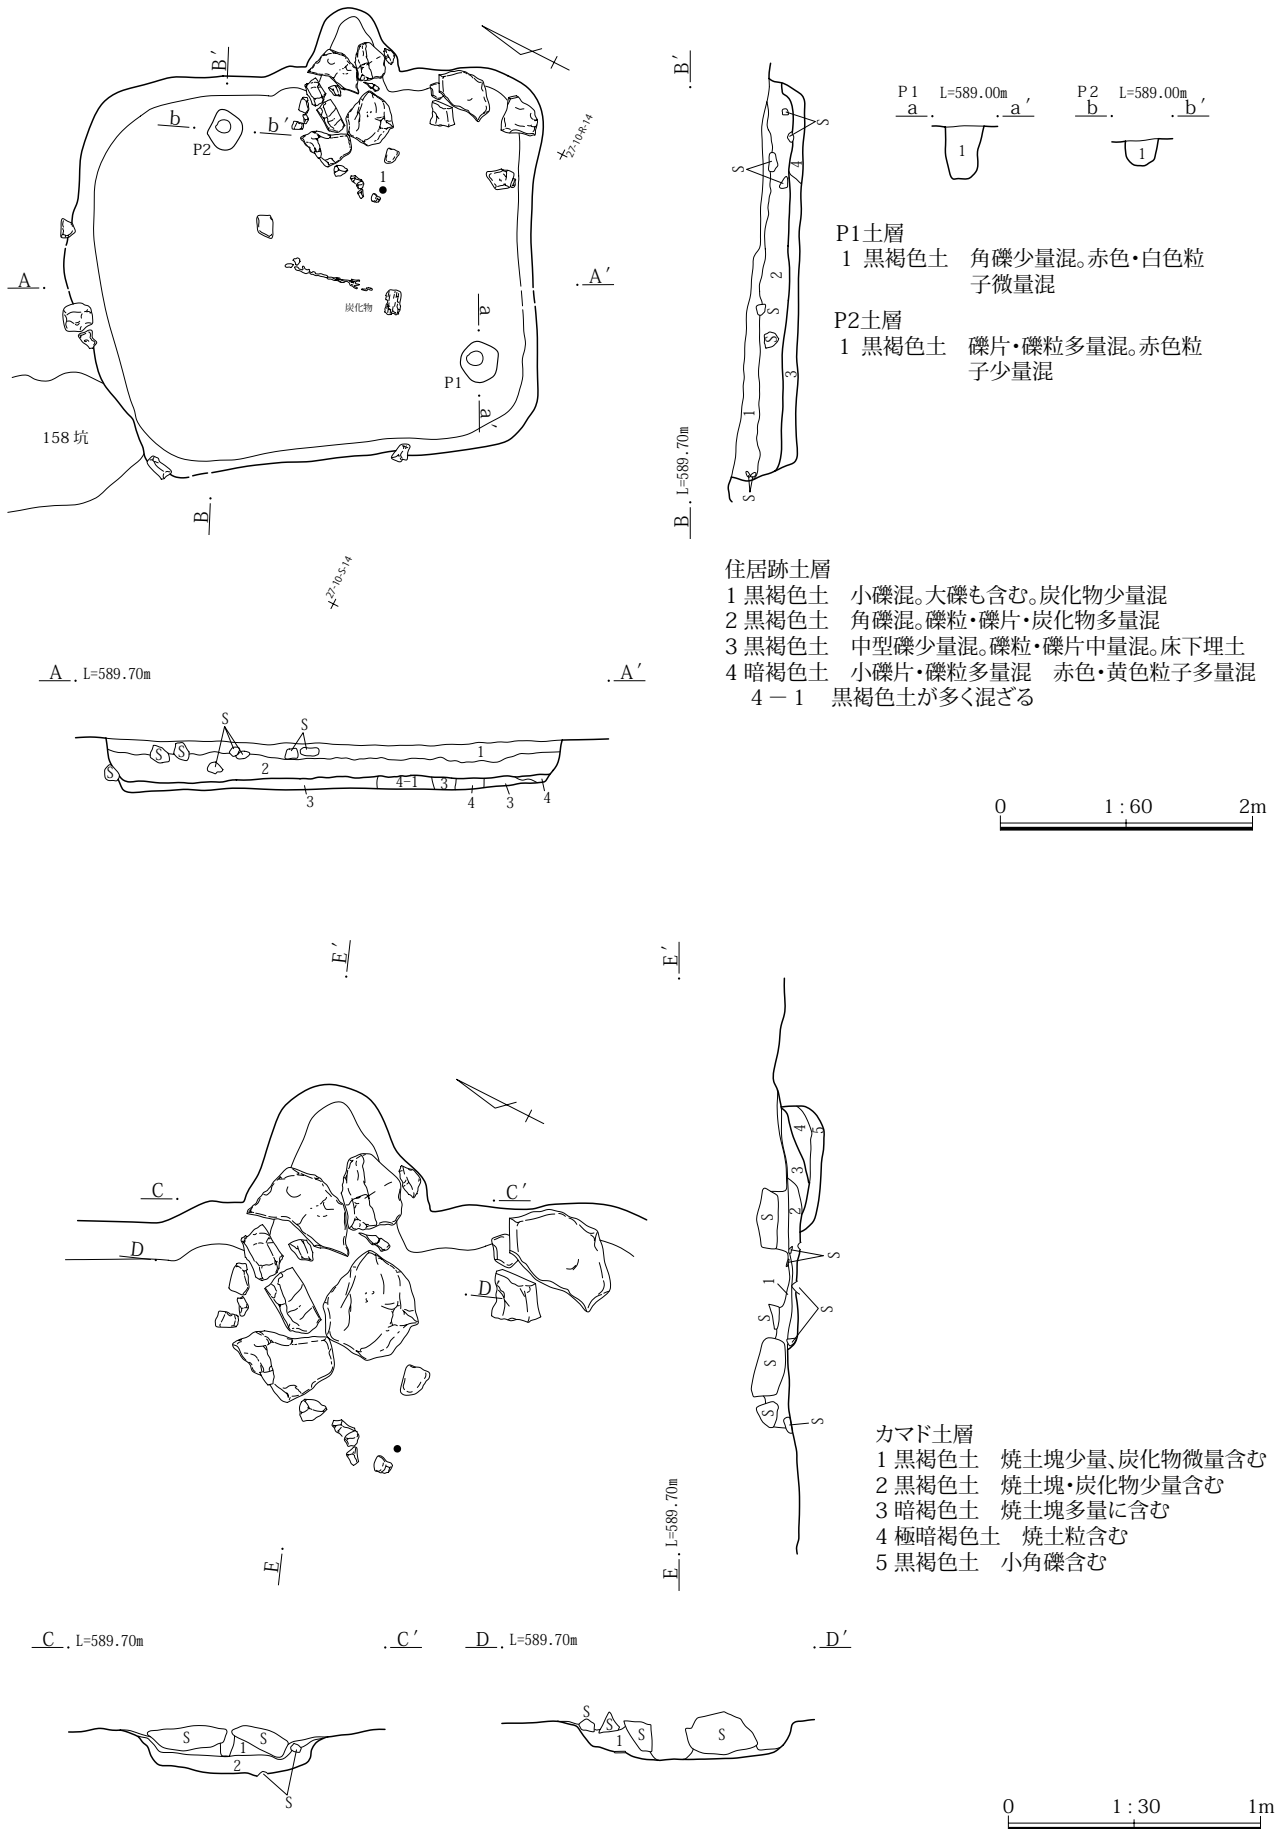 B′
b
b′
P2
1
27-10-R-14
A
A′
炭化物
a
P1
a′
158 坑
B
27-10-S-14
B′
S
S
4
2
S
S
3
1
S
B L=589.70m
P1 L=589.00m
a a′
1
P2 L=589.00m
b b′
1
P1土層
1 黒褐色土 角礫少量混。赤色・白色粒
子微量混
P2土層
1 黒褐色土 礫片・礫粒多量混。赤色粒
子少量混
住居跡土層
1 黒褐色土 小礫混。大礫も含む。炭化物少量混
2 黒褐色土 角礫混。礫粒・礫片・炭化物多量混
3 黒褐色土 中型礫少量混。礫粒・礫片中量混。床下埋土
4 暗褐色土 小礫片・礫粒多量混 赤色・黄色粒子多量混
4－1 黒褐色土が多く混ざる
A L=589.70m A′
S S
S S 1
S 2
4-1 3
3 4 3 4
0 1:60 2m
E′
C C′
D D
E
E′
4
5
3
S
2
S
1
S
S
S
S
S
E L=589.70m
カマド土層
1 黒褐色土 焼土塊少量、炭化物微量含む
2 黒褐色土 焼土塊・炭化物少量含む
3 暗褐色土 焼土塊多量に含む
4 極暗褐色土 焼土粒含む
5 黒褐色土 小角礫含む
C L=589.70m C′
S S
1
2
S
D L=589.70m D′
S
S S S
1
0 1:30 1m